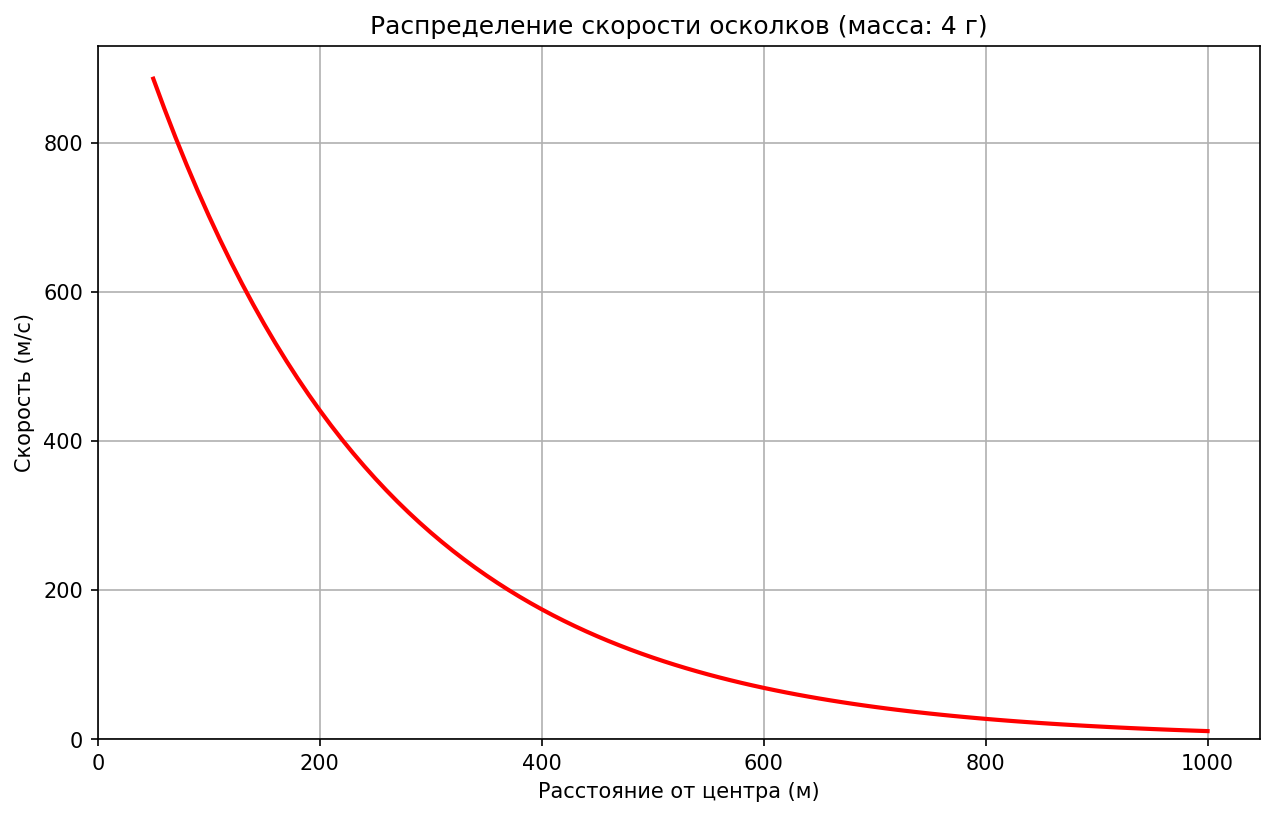 Распределение скорости осколков (масса: 4 г)
Скорость (м/с)
800
600
400
200
0
0 200 400 600 800 1000
Расстояние от центра (м)